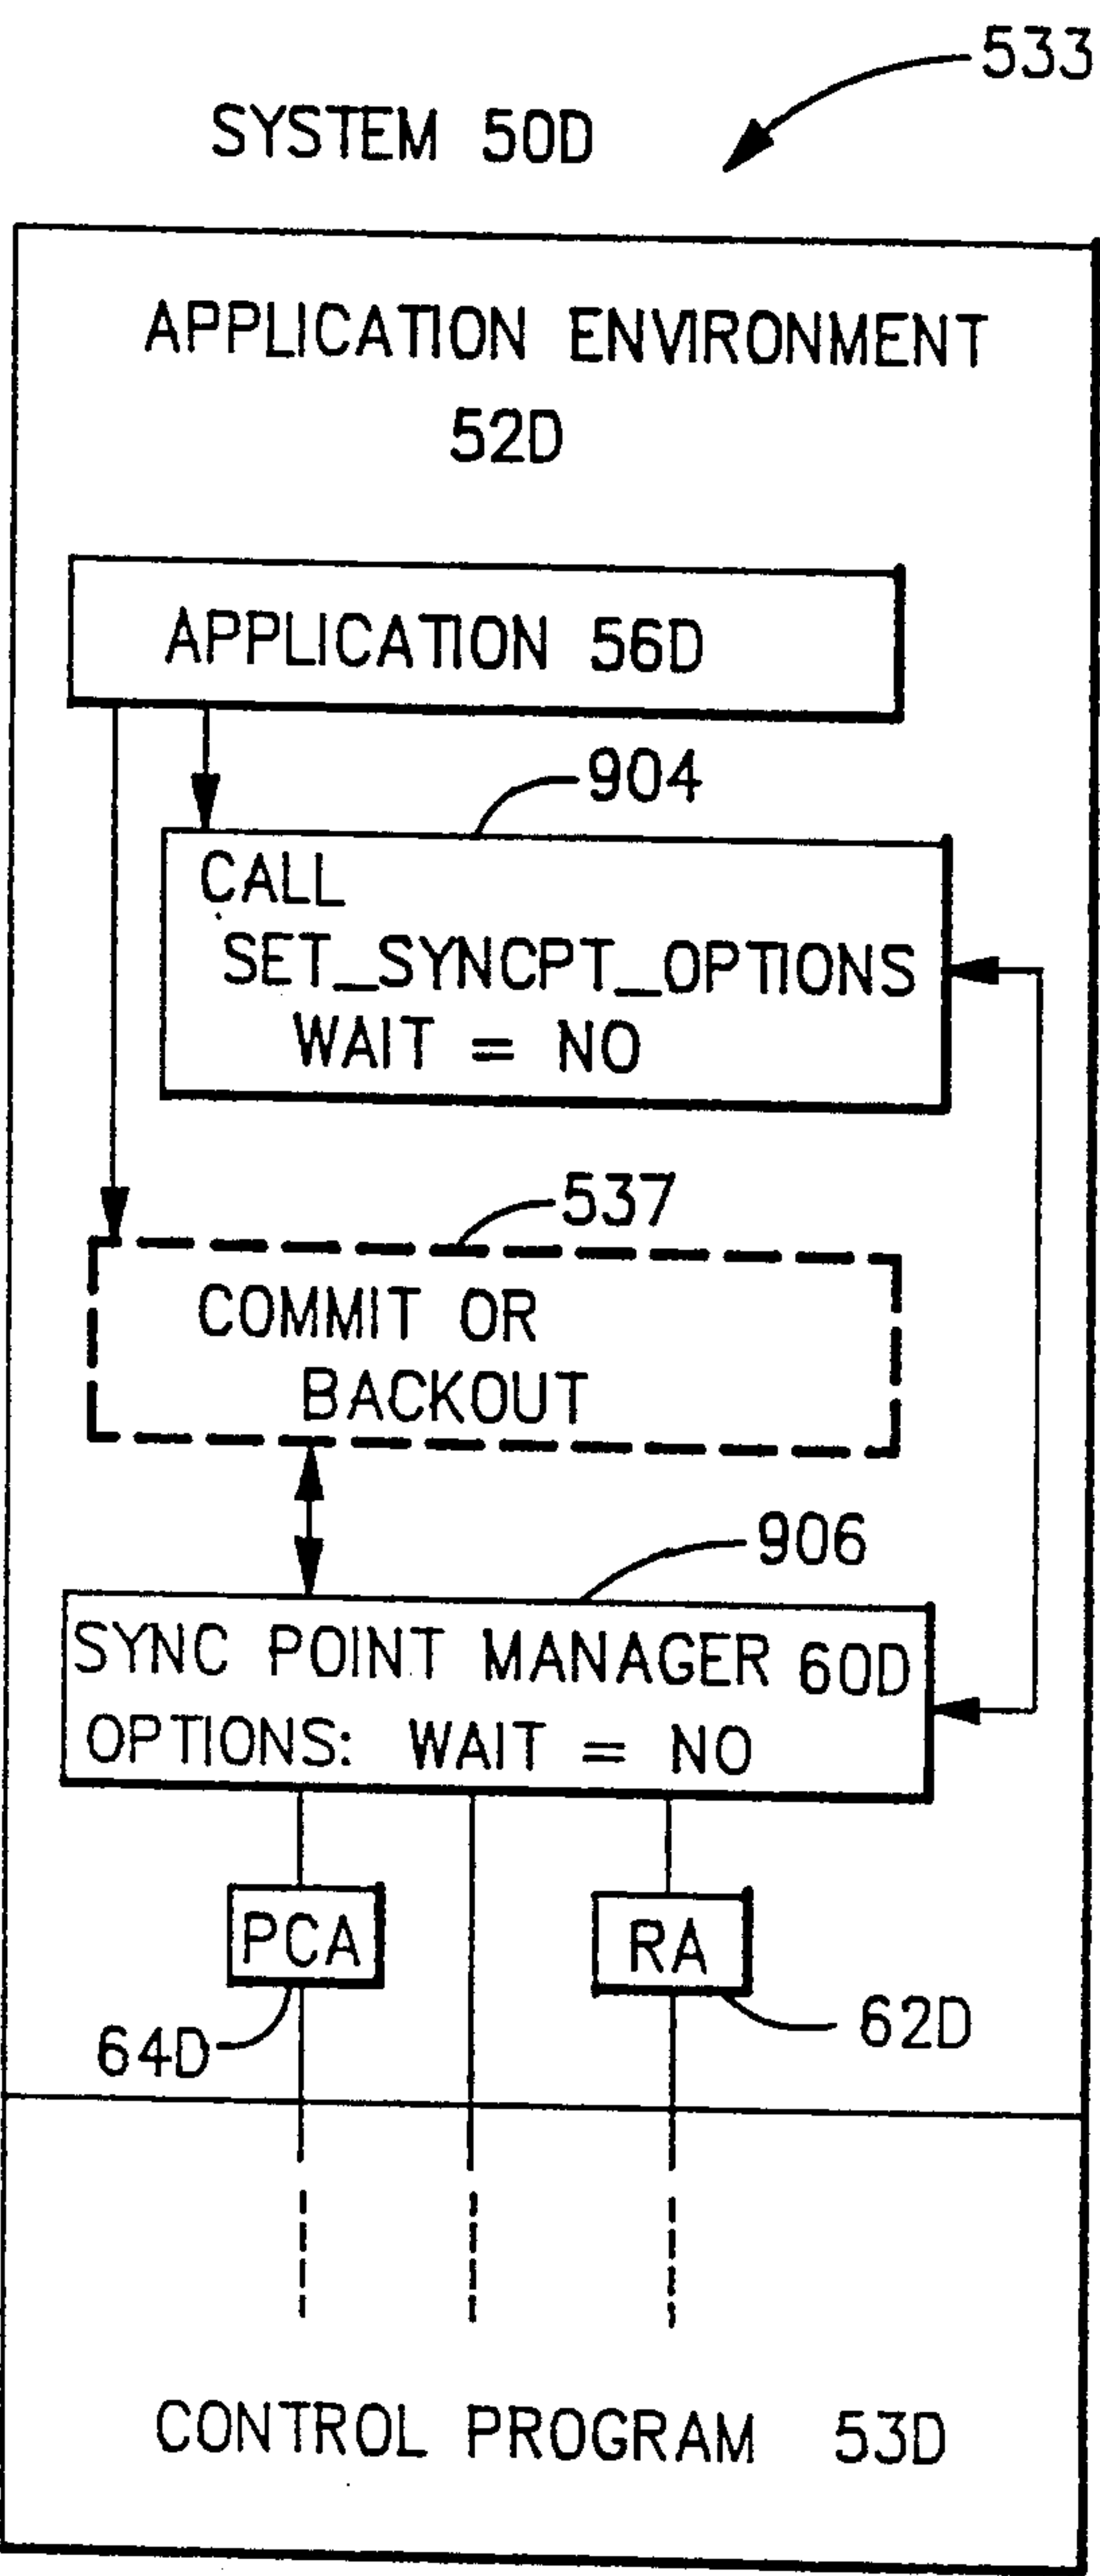 533
SYSTEM 50D
APPLICATION ENVIRONMENT
52D
APPLICATION 56D
904
CALL
SET_SYNCPT_OPTIONS
WAIT = NO
537
COMMIT OR
BACKOUT
906
SYNC POINT MANAGER 60D
OPTIONS: WAIT = NO
PCA
RA
64D
62D
CONTROL PROGRAM 53D